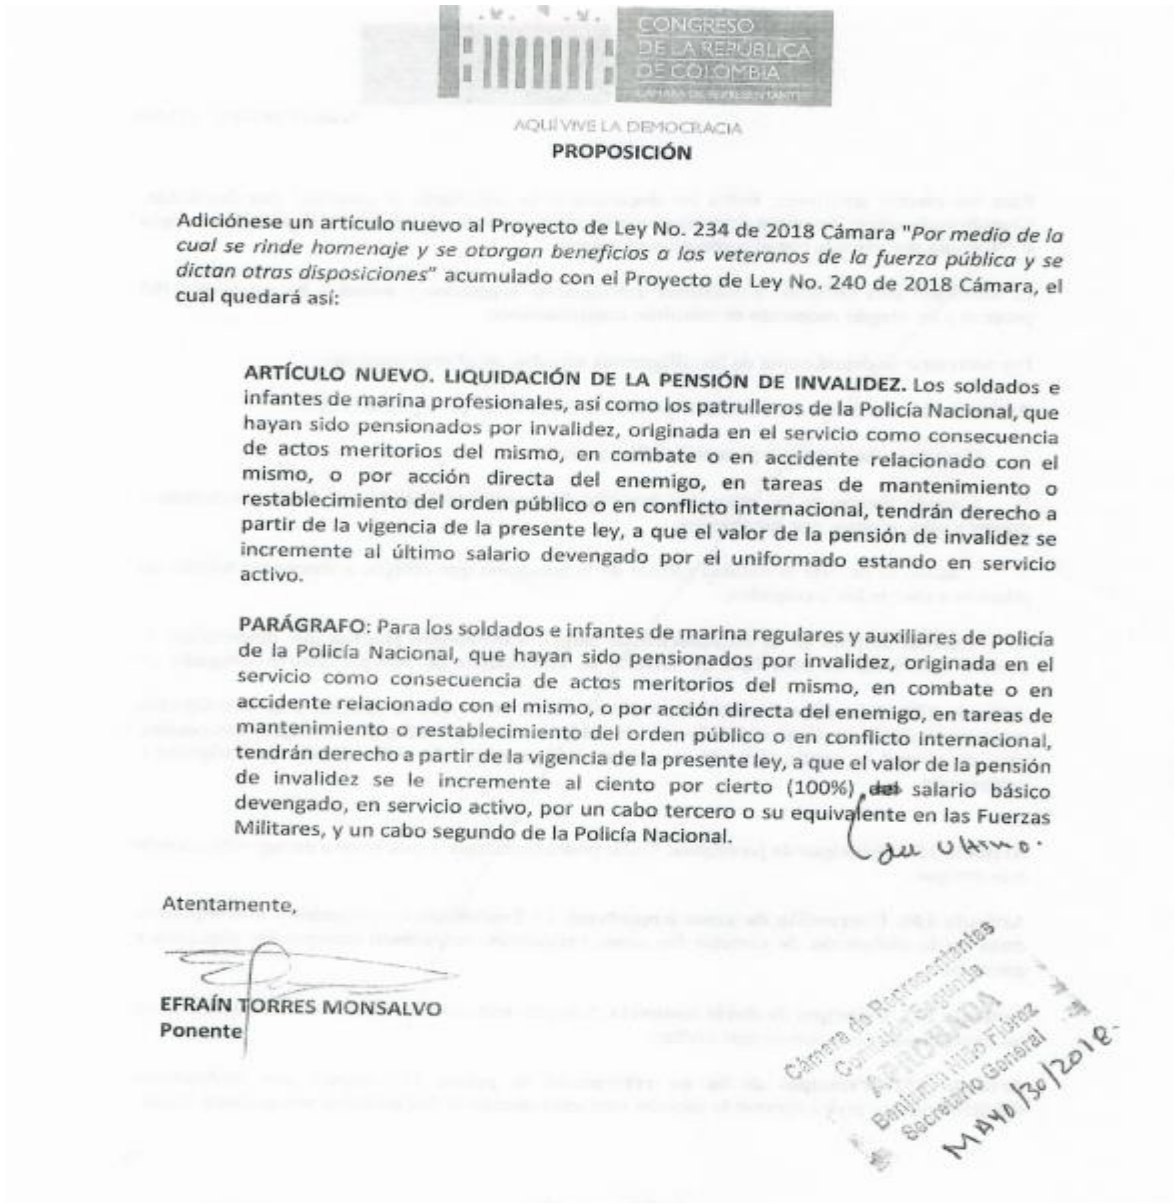 CONGRESO
DE LA REPÚBLICA
DE COLOMBIA
CÁMARA DE REPRESENTANTES
AQUÍ VIVE LA DEMOCRACIA
PROPOSICIÓN
Adiciónese un artículo nuevo al Proyecto de Ley No. 234 de 2018 Cámara "Por medio de la
cual se rinde homenaje y se otorgan beneficios a los veteranos de la fuerza pública y se
dictan otras disposiciones" acumulado con el Proyecto de Ley No. 240 de 2018 Cámara, el
cual quedará así:
ARTÍCULO NUEVO. LIQUIDACIÓN DE LA PENSIÓN DE INVALIDEZ. Los soldados e
infantes de marina profesionales, así como los patrulleros de la Policía Nacional, que
hayan sido pensionados por invalidez, originada en el servicio como consecuencia
de actos meritorios del mismo, en combate o en accidente relacionado con el
mismo, o por acción directa del enemigo, en tareas de mantenimiento o
restablecimiento del orden público o en conflicto internacional, tendrán derecho a
partir de la vigencia de la presente ley, a que el valor de la pensión de invalidez se
incremente al último salario devengado por el uniformado estando en servicio
activo.
PARÁGRAFO: Para los soldados e infantes de marina regulares y auxiliares de policía
de la Policía Nacional, que hayan sido pensionados por invalidez, originada en el
servicio como consecuencia de actos meritorios del mismo, en combate o en
accidente relacionado con el mismo, o por acción directa del enemigo, en tareas de
mantenimiento o restablecimiento del orden público o en conflicto internacional,
tendrán derecho a partir de la vigencia de la presente ley, a que el valor de la pensión
de invalidez se le incremente al ciento por cierto (100%) del salario básico
devengado, en servicio activo, por un cabo tercero o su equivalente en las Fuerzas
Militares, y un cabo segundo de la Policía Nacional.
del Ultimo.
Atentamente,
EFRAÍN TORRES MONSALVO
Ponente
Cámara de Representantes
Comisión Segunda
APROBADA
Benjamín Niño Flórez
Secretario General
MAYO/30/2018-